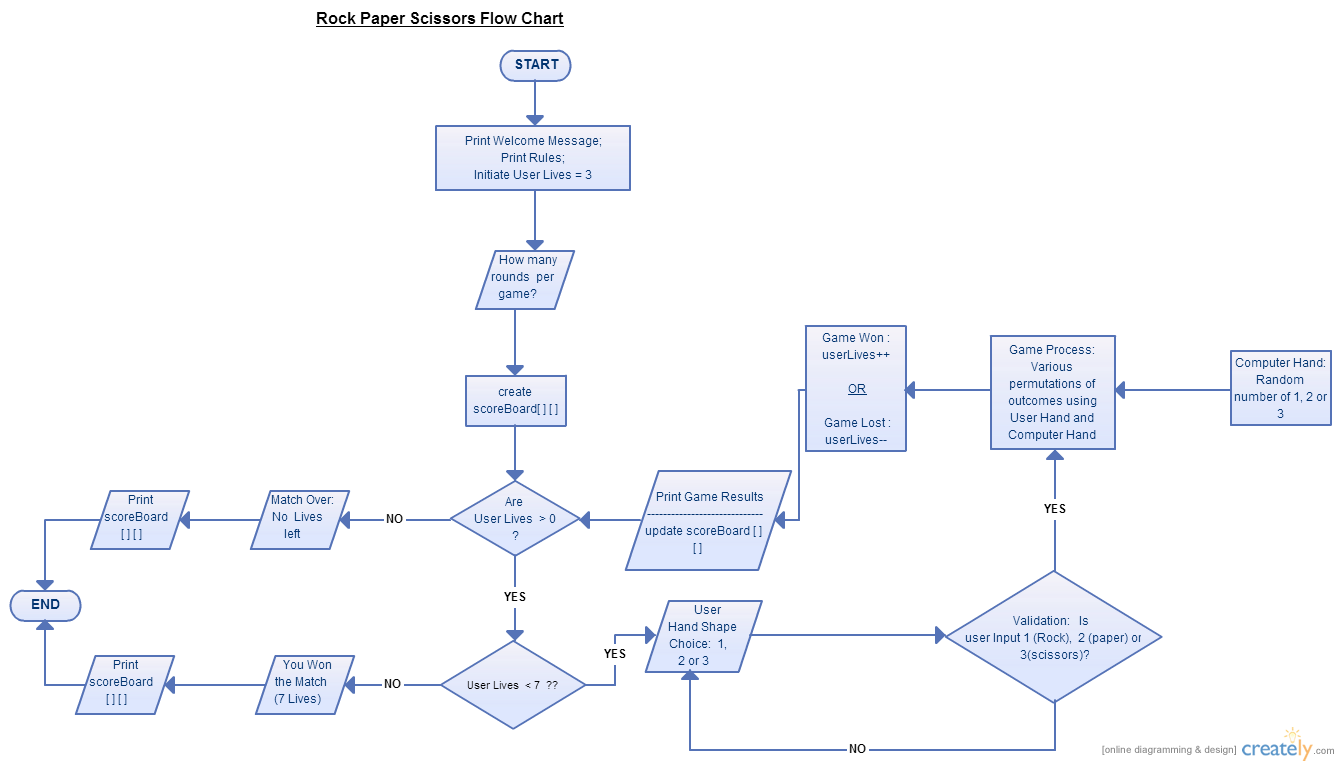 Rock Paper Scissors Flow Chart
START
Print Welcome Message;
Print Rules;
Initiate User Lives = 3
How many
rounds per
game?
create
scoreBoard[ ] [ ]
Are
User Lives > 0
?
NO
Match Over:
No Lives
left
Print
scoreBoard
[ ] [ ]
END
YES
User Lives < 7 ??
NO
You Won
the Match
(7 Lives)
Print
scoreBoard
[ ] [ ]
YES
User
Hand Shape
Choice: 1,
2 or 3
Validation: Is
user Input 1 (Rock), 2 (paper) or
3(scissors)?
NO
YES
Game Process:
Various
permutations of
outcomes using
User Hand and
Computer Hand
Computer Hand:
Random
number of 1, 2 or
3
Game Won :
userLives++
OR
Game Lost :
userLives--
Print Game Results
-----------------------------
update scoreBoard [ ]
[ ]
[online diagramming & design] creately.com